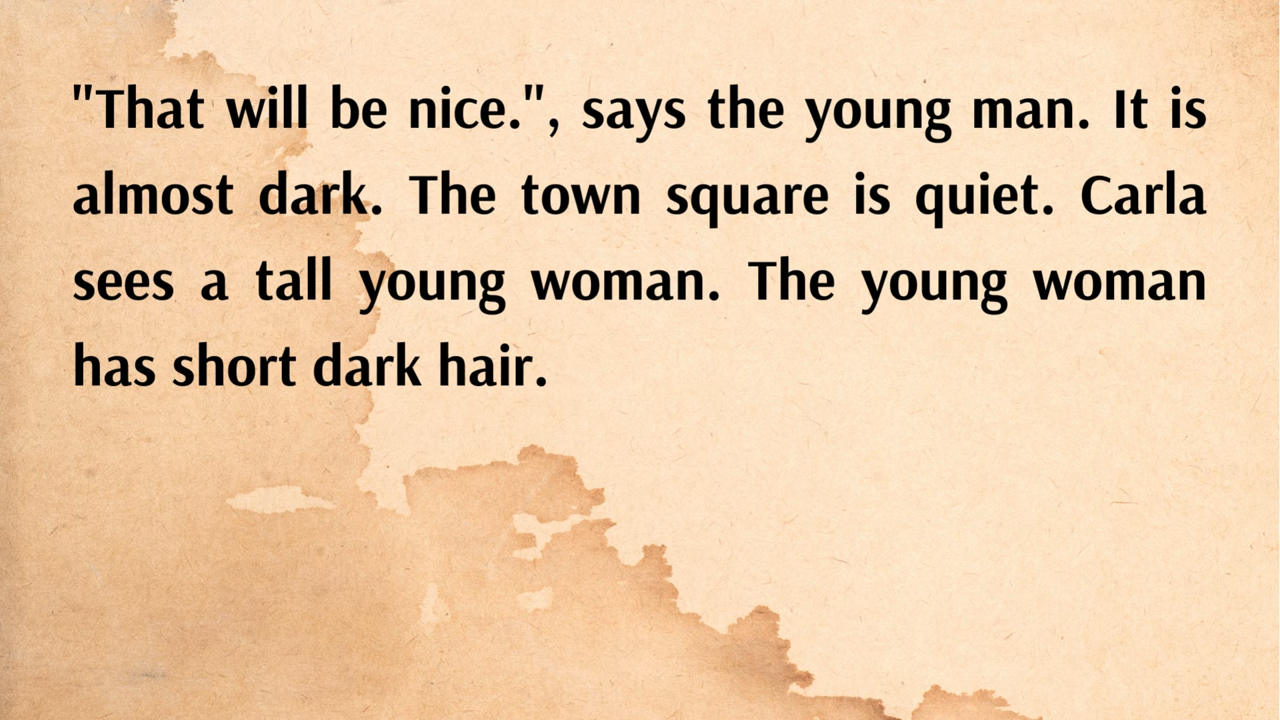 "That will be nice.", says the young man. It is
almost dark. The town square is quiet. Carla
sees a tall young woman. The young woman
has short dark hair.